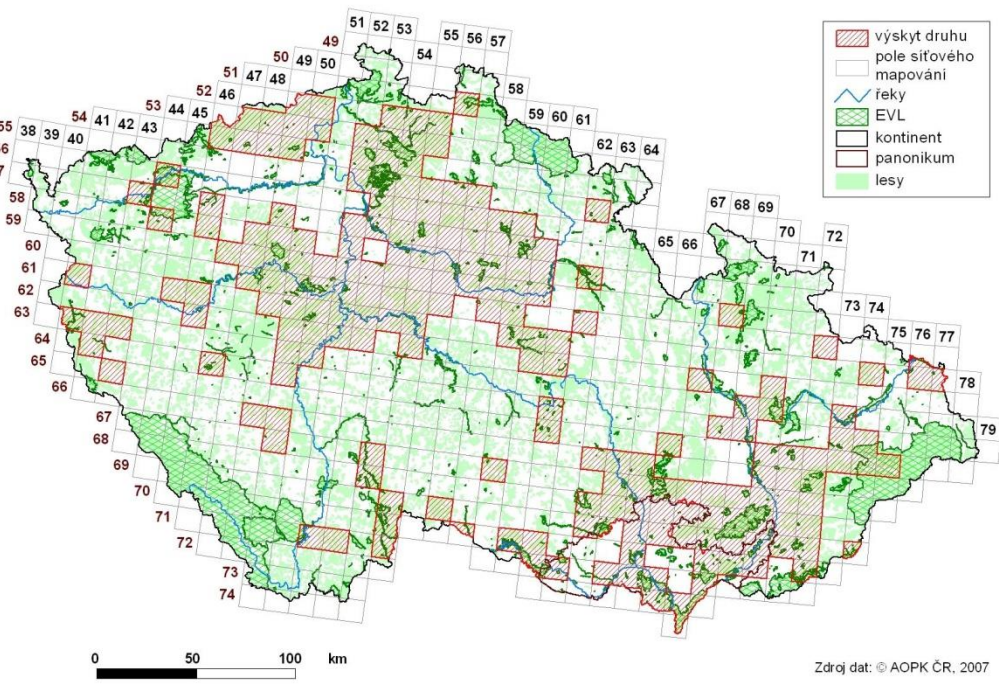 51 52 53
54
55 56 57
58
59 60 61
62 63 64
65 66
67 68 69
70
71
72
73 74
75 76 77
78
79
49
50 49 50
51 47 48
52 46
53 44 45
54 41 42 43
55 38 39 40
56
7
58
59
60
61
62
63
64
65
66
67
68
69
70
71
72
73
74
výskyt druhu
pole síťového
mapování
řeky
EVL
kontinent
panonikum
lesy
0 50 100 km
Zdroj dat: © AOPK ČR, 2007